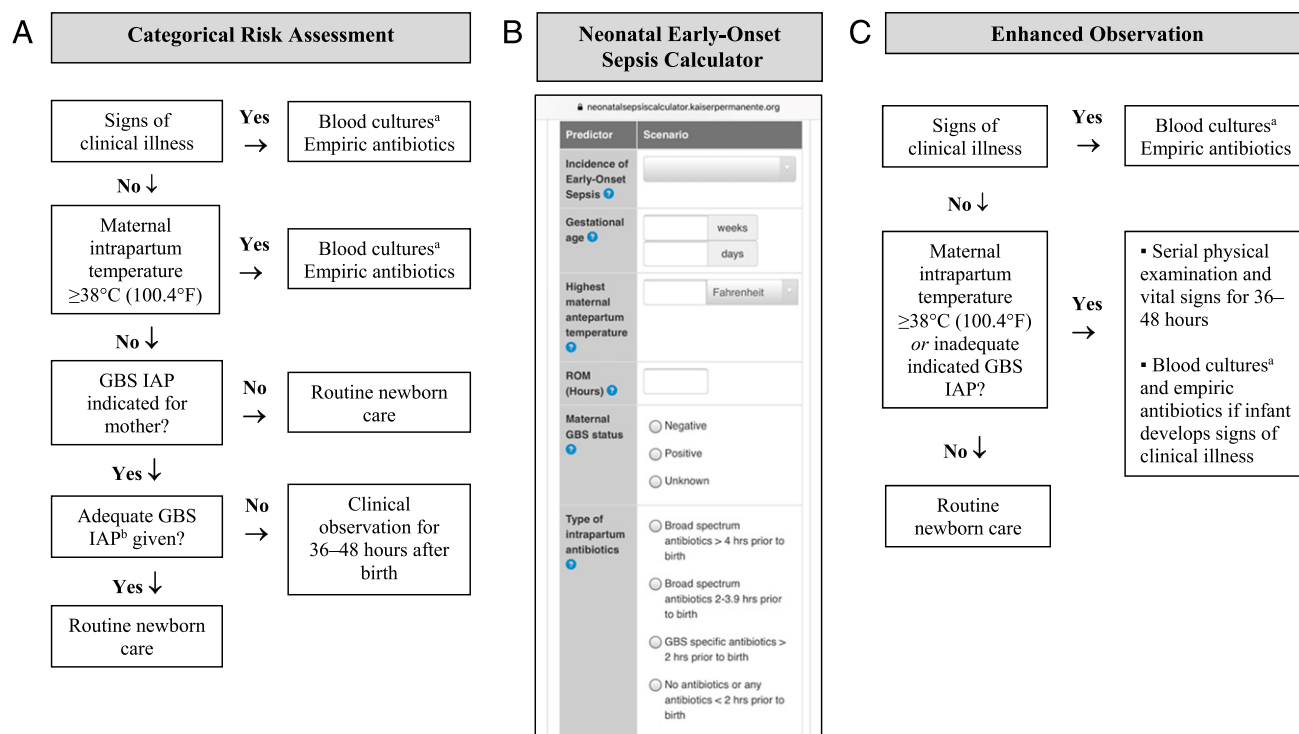 A
Categorical Risk Assessment
Signs of
clinical illness
Yes
→
Blood culturesᵃ
Empiric antibiotics
No ↓
Maternal
intrapartum
temperature
≥38°C (100.4°F)
Yes
→
Blood culturesᵃ
Empiric antibiotics
No ↓
GBS IAP
indicated for
mother?
No
→
Routine newborn
care
Yes ↓
Adequate GBS
IAPᵇ given?
No
→
Clinical
observation for
36–48 hours after
birth
Yes ↓
Routine newborn
care
B
Neonatal Early-Onset
Sepsis Calculator
neonatalsepsiscalculator.kaiserpermanente.org
Predictor
Scenario
Incidence of
Early-Onset
Sepsis ?
Gestational
age ?
weeks
days
Highest
maternal
antepartum
temperature
?
Fahrenheit
ROM
(Hours) ?
Maternal
GBS status
?
Negative
Positive
Unknown
Type of
intrapartum
antibiotics
?
Broad spectrum
antibiotics > 4 hrs prior to
birth
Broad spectrum
antibiotics 2-3.9 hrs prior
to birth
GBS specific antibiotics >
2 hrs prior to birth
No antibiotics or any
antibiotics < 2 hrs prior to
birth
C
Enhanced Observation
Signs of
clinical illness
Yes
→
Blood culturesᵃ
Empiric antibiotics
No ↓
Maternal
intrapartum
temperature
≥38°C (100.4°F)
or inadequate
indicated GBS
IAP?
Yes
→
▪ Serial physical
examination and
vital signs for 36–
48 hours
▪ Blood culturesᵃ
and empiric
antibiotics if infant
develops signs of
clinical illness
No ↓
Routine
newborn care